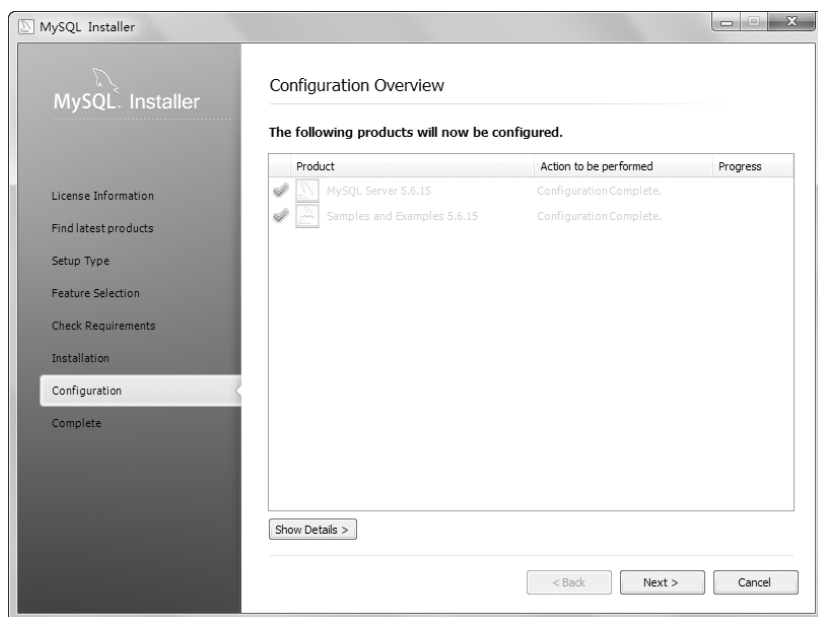 MySQL Installer
MySQL. Installer
License Information
Find latest products
Setup Type
Feature Selection
Check Requirements
Installation
Configuration
Complete
Configuration Overview
The following products will now be configured.
Product Action to be performed Progress
MySQL Server 5.6.15 Configuration Complete.
Samples and Examples 5.6.15 Configuration Complete.
Show Details >
< Back Next > Cancel